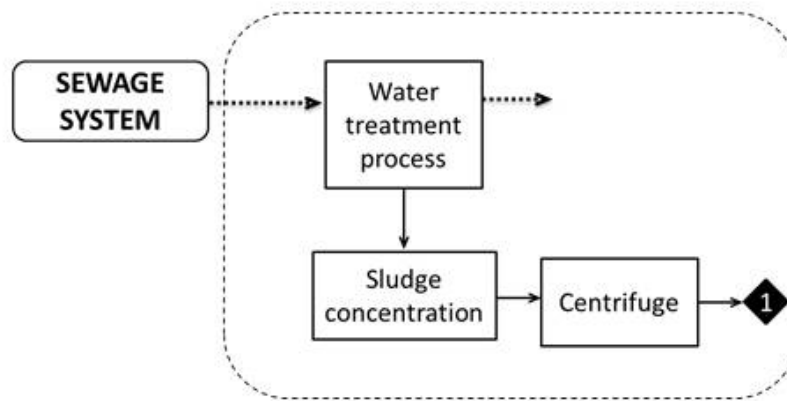 SEWAGE
SYSTEM
Water
treatment
process
Sludge
concentration
Centrifuge
1